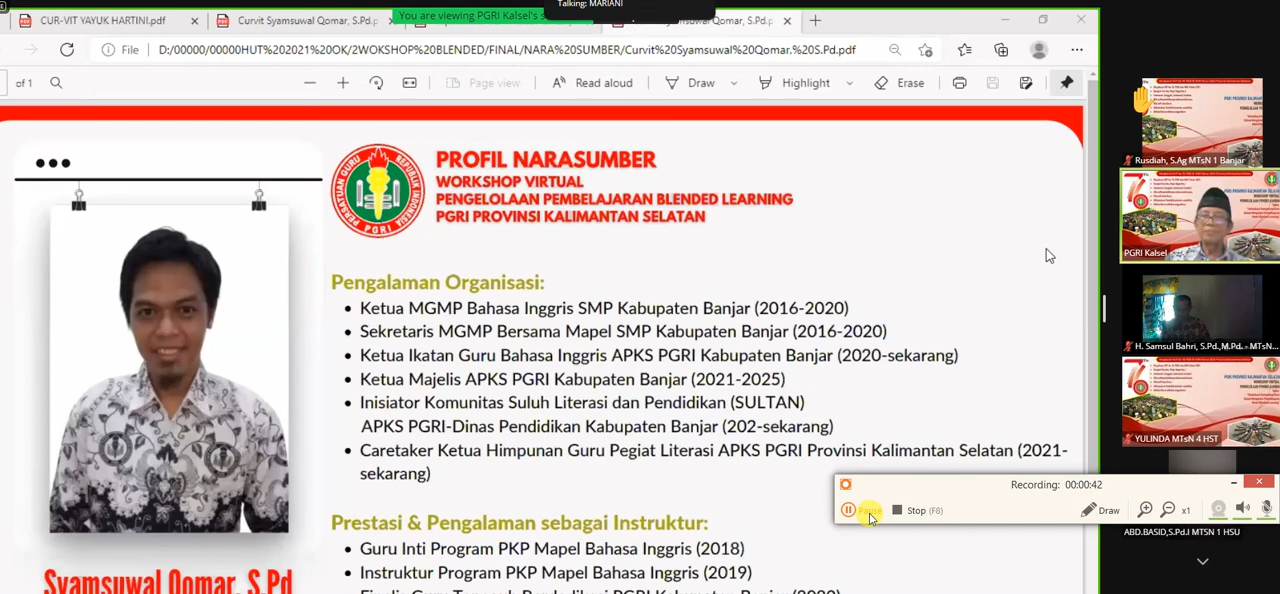 Talking: MARIANI
CUR-VIT YAYUK HARTINI.pdf
Curvit Syamsuwal Qomar, S.Pd.p
You are viewing PGRI Kalsel's s
Syamsuwal Qomar, S.Pd.p
File
D:/00000/00000HUT%202021%20OK/2WOKSHOP%20BLENDED/FINAL/NARA%20SUMBER/Curvit%20Syamsuwal%20Qomar,%20S.Pd.pdf
of 1
Page view
Read aloud
Draw
Highlight
Erase
PROFIL NARASUMBER
WORKSHOP VIRTUAL
PENGELOLAAN PEMBELAJARAN BLENDED LEARNING
PGRI PROVINSI KALIMANTAN SELATAN
PERSATUAN GURU REPUBLIK INDONESIA
PGRI
Pengalaman Organisasi:
• Ketua MGMP Bahasa Inggris SMP Kabupaten Banjar (2016-2020)
• Sekretaris MGMP Bersama Mapel SMP Kabupaten Banjar (2016-2020)
• Ketua Ikatan Guru Bahasa Inggris APKS PGRI Kabupaten Banjar (2020-sekarang)
• Ketua Majelis APKS PGRI Kabupaten Banjar (2021-2025)
• Inisiator Komunitas Suluh Literasi dan Pendidikan (SULTAN)
APKS PGRI-Dinas Pendidikan Kabupaten Banjar (202-sekarang)
• Caretaker Ketua Himpunan Guru Pegiat Literasi APKS PGRI Provinsi Kalimantan Selatan (2021-
sekarang)
Prestasi & Pengalaman sebagai Instruktur:
• Guru Inti Program PKP Mapel Bahasa Inggris (2018)
• Instruktur Program PKP Mapel Bahasa Inggris (2019)
Syamsuwal Qomar, S.Pd
Rusdiah, S.Ag MTsN 1 Banjar
PGRI Kalsel
H. Samsul Bahri, S.Pd.,M.Pd. - MTsN...
YULINDA MTsN 4 HST
Recording: 00:00:42
Pause
Stop (F8)
Draw
x1
ABD.BASID,S.Pd.I MTSN 1 HSU